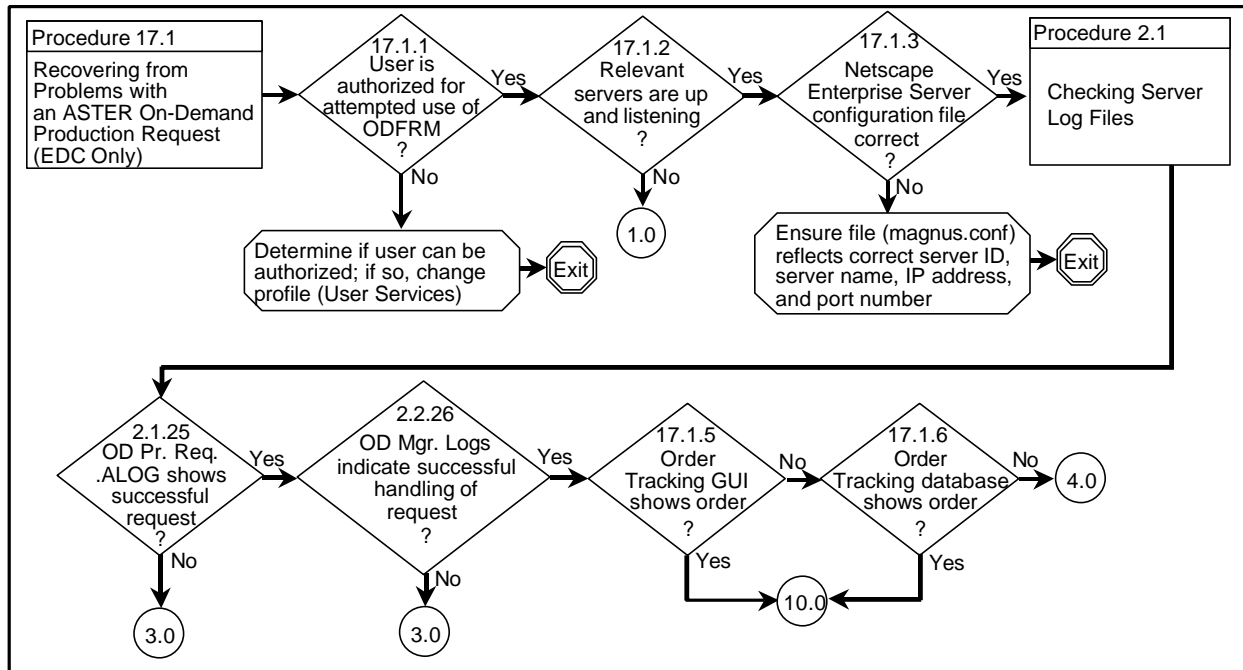 Procedure 17.1
Recovering from
Problems with
an ASTER On-Demand
Production Request
(EDC Only)
17.1.1
User is
authorized for
attempted use of
ODFRM
?
Yes
No
Determine if user can be
authorized; if so, change
profile (User Services)
Exit
17.1.2
Relevant
servers are up
and listening
?
Yes
No
1.0
17.1.3
Netscape
Enterprise Server
configuration file
correct
?
Yes
No
Ensure file (magnus.conf)
reflects correct server ID,
server name, IP address,
and port number
Exit
Procedure 2.1
Checking Server
Log Files
2.1.25
OD Pr. Req.
.ALOG shows
successful
request
?
Yes
No
3.0
2.2.26
OD Mgr. Logs
indicate successful
handling of
request
?
Yes
No
3.0
17.1.5
Order
Tracking GUI
shows order
?
No
Yes
17.1.6
Order
Tracking database
shows order
?
No
4.0
Yes
10.0